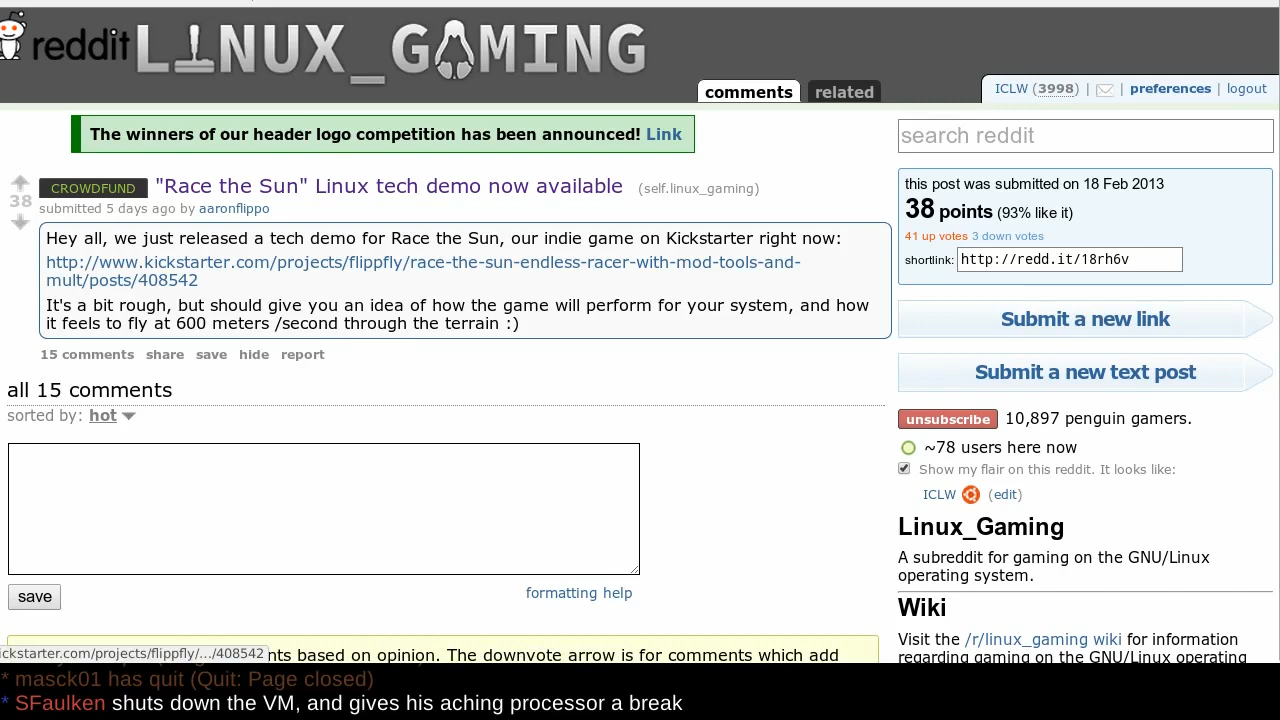 reddit LINUX_GAMING
comments related
ICLW (3998) | | preferences | logout
The winners of our header logo competition has been announced! Link
search reddit
38
CROWDFUND "Race the Sun" Linux tech demo now available (self.linux_gaming)
submitted 5 days ago by aaronflippo
Hey all, we just released a tech demo for Race the Sun, our indie game on Kickstarter right now:
http://www.kickstarter.com/projects/flippfly/race-the-sun-endless-racer-with-mod-tools-and-
mult/posts/408542
It's a bit rough, but should give you an idea of how the game will perform for your system, and how
it feels to fly at 600 meters /second through the terrain :)
15 comments share save hide report
all 15 comments
sorted by: hot
save
formatting help
this post was submitted on 18 Feb 2013
38 points (93% like it)
41 up votes 3 down votes
shortlink: http://redd.it/18rh6v
Submit a new link
Submit a new text post
unsubscribe 10,897 penguin gamers.
~78 users here now
Show my flair on this reddit. It looks like:
ICLW (edit)
Linux_Gaming
A subreddit for gaming on the GNU/Linux
operating system.
Wiki
Visit the /r/linux_gaming wiki for information
regarding gaming on the GNU/Linux operating
ickstarter.com/projects/flippfly/.../408542
nts based on opinion. The downvote arrow is for comments which add
* masck01 has quit (Quit: Page closed)
* SFaulken shuts down the VM, and gives his aching processor a break